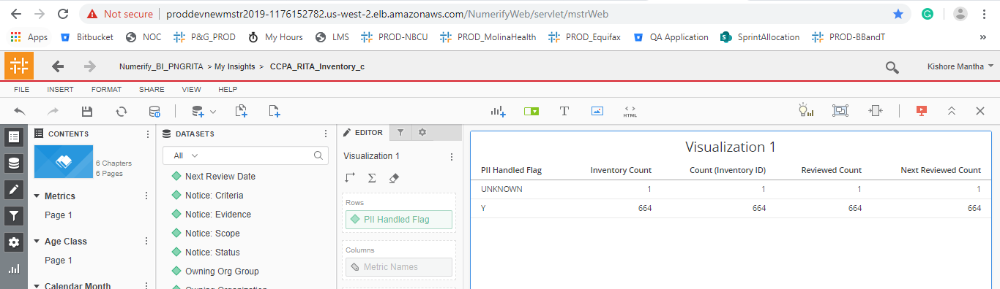 Not secure | proddevnewmstr2019-1176152782.us-west-2.elb.amazonaws.com/NumerifyWeb/servlet/mstrWeb
Apps Bitbucket NOC P&G_PROD My Hours LMS PROD-NBCU PROD_MolinaHealth PROD_Equifax QA Application SprintAllocation PROD-BBandT »
Numerify_BI_PNGRITA > My Insights > CCPA_RITA_Inventory_c Kishore Mantha
FILE INSERT FORMAT SHARE VIEW HELP
T HTML
CONTENTS
6 Chapters
6 Pages
Metrics
Page 1
Age Class
Page 1
Calendar Month
DATASETS
All
Next Review Date
Notice: Criteria
Notice: Evidence
Notice: Scope
Notice: Status
Owning Org Group
Owning Organization
EDITOR
Visualization 1
Rows
PII Handled Flag
Columns
Metric Names
Visualization 1
PII Handled Flag Inventory Count Count (Inventory ID) Reviewed Count Next Reviewed Count
UNKNOWN 1 1 1 1
Y 664 664 664 664